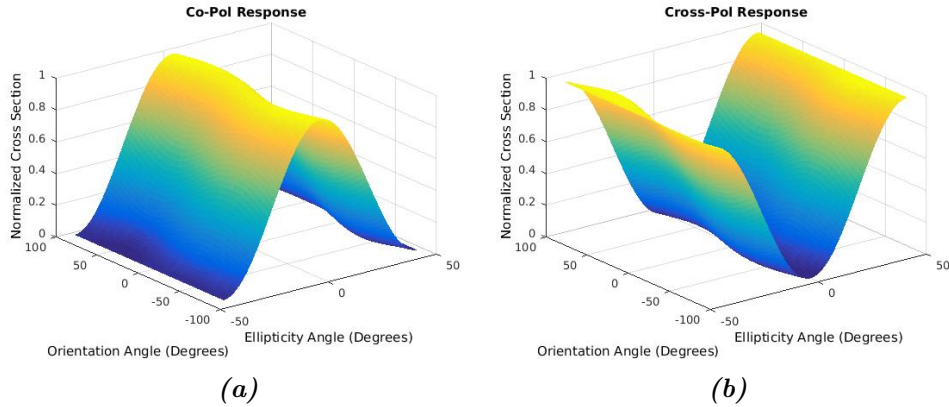 Co-Pol Response
Normalized Cross Section
1
0.8
0.6
0.4
0.2
0
100
50
0
-50
-100
Orientation Angle (Degrees)
-50
0
50
Ellipticity Angle (Degrees)
(a)
Cross-Pol Response
Normalized Cross Section
1
0.8
0.6
0.4
0.2
0
100
50
0
-50
-100
Orientation Angle (Degrees)
-50
0
50
Ellipticity Angle (Degrees)
(b)